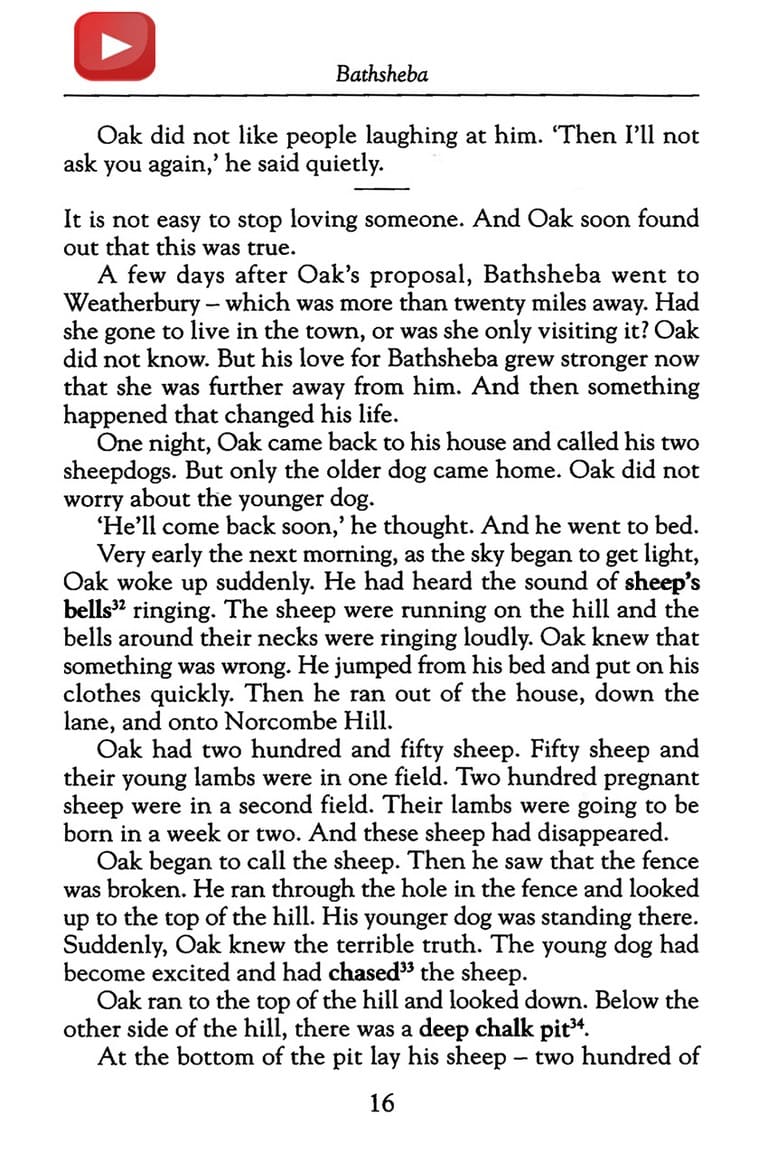 Bathsheba
Oak did not like people laughing at him. ‘Then I’ll not
ask you again,’ he said quietly.
It is not easy to stop loving someone. And Oak soon found
out that this was true.
A few days after Oak’s proposal, Bathsheba went to
Weatherbury – which was more than twenty miles away. Had
she gone to live in the town, or was she only visiting it? Oak
did not know. But his love for Bathsheba grew stronger now
that she was further away from him. And then something
happened that changed his life.
One night, Oak came back to his house and called his two
sheepdogs. But only the older dog came home. Oak did not
worry about the younger dog.
‘He’ll come back soon,’ he thought. And he went to bed.
Very early the next morning, as the sky began to get light,
Oak woke up suddenly. He had heard the sound of sheep’s
bells³² ringing. The sheep were running on the hill and the
bells around their necks were ringing loudly. Oak knew that
something was wrong. He jumped from his bed and put on his
clothes quickly. Then he ran out of the house, down the
lane, and onto Norcombe Hill.
Oak had two hundred and fifty sheep. Fifty sheep and
their young lambs were in one field. Two hundred pregnant
sheep were in a second field. Their lambs were going to be
born in a week or two. And these sheep had disappeared.
Oak began to call the sheep. Then he saw that the fence
was broken. He ran through the hole in the fence and looked
up to the top of the hill. His younger dog was standing there.
Suddenly, Oak knew the terrible truth. The young dog had
become excited and had chased³³ the sheep.
Oak ran to the top of the hill and looked down. Below the
other side of the hill, there was a deep chalk pit³⁴.
At the bottom of the pit lay his sheep – two hundred of
16